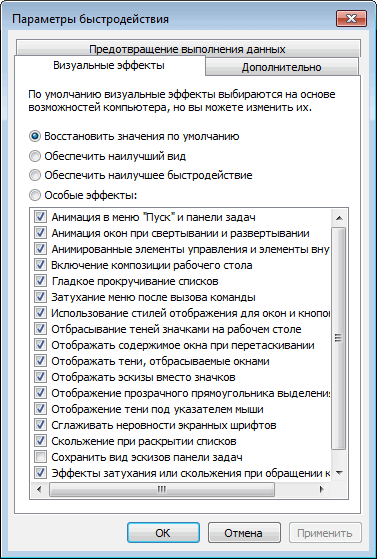 Параметры быстродействия
Предотвращение выполнения данных
Визуальные эффекты
Дополнительно
По умолчанию визуальные эффекты выбираются на основе
возможностей компьютера, но вы можете изменить их.
Восстановить значения по умолчанию
Обеспечить наилучший вид
Обеспечить наилучшее быстродействие
Особые эффекты:
Анимация в меню "Пуск" и панели задач
Анимация окон при свертывании и развертывании
Анимированные элементы управления и элементы вну
Включение композиции рабочего стола
Гладкое прокручивание списков
Затухание меню после вызова команды
Использование стилей отображения для окон и кнопо
Отбрасывание теней значками на рабочем столе
Отображать содержимое окна при перетаскивании
Отображать тени, отбрасываемые окнами
Отображать эскизы вместо значков
Отображение прозрачного прямоугольника выделения
Отображение тени под указателем мыши
Сглаживать неровности экранных шрифтов
Скольжение при раскрытии списков
Сохранить вид эскизов панели задач
Эффекты затухания или скольжения при обращении к
ОК
Отмена
Применить